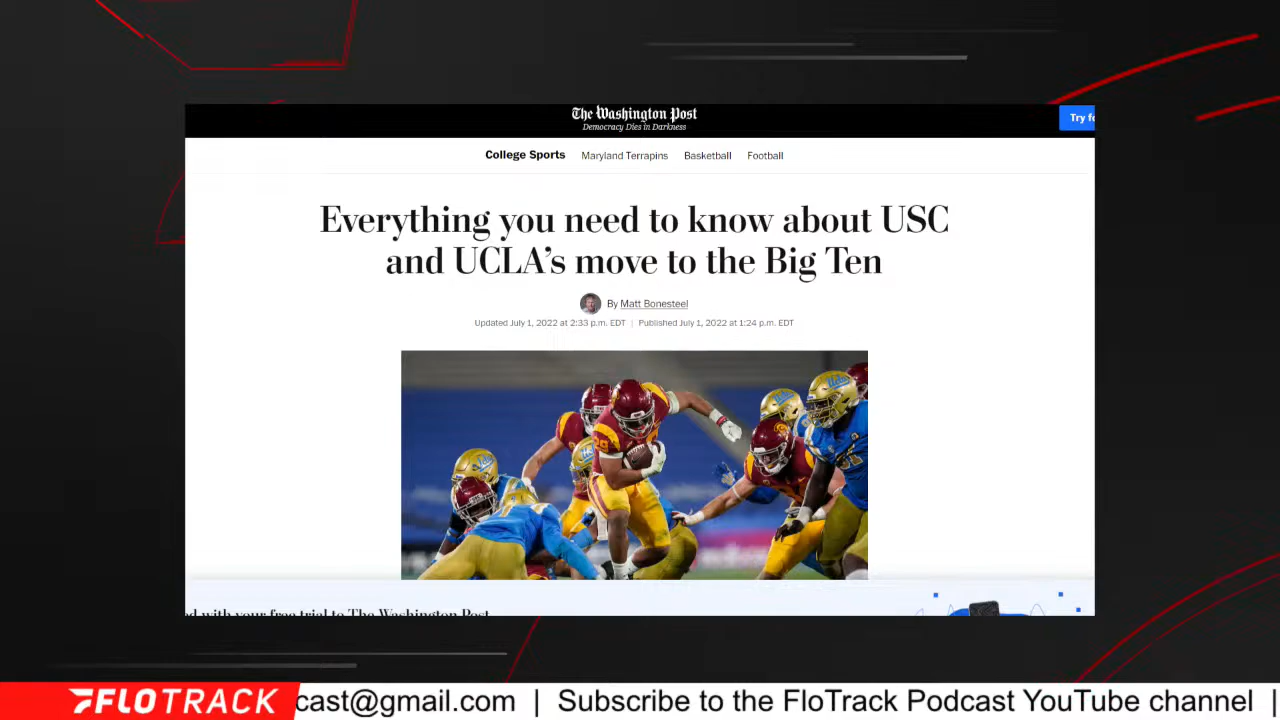 The Washington Post
Democracy Dies in Darkness
Try fo
College Sports Maryland Terrapins Basketball Football
Everything you need to know about USC
and UCLA's move to the Big Ten
By Matt Bonesteel
Updated July 1, 2022 at 2:33 p.m. EDT | Published July 1, 2022 at 1:24 p.m. EDT
ed with your free trial to The Washington Post
FLOTRACK cast@gmail.com | Subscribe to the FloTrack Podcast YouTube channel |